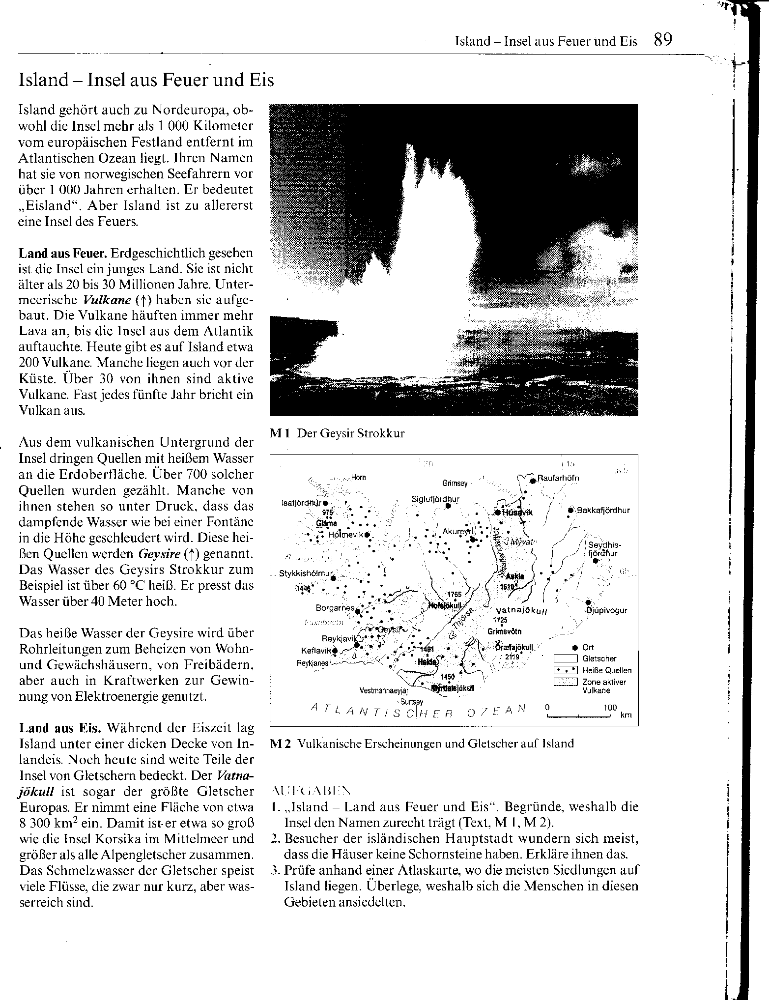 Island – Insel aus Feuer und Eis 89
Island – Insel aus Feuer und Eis
Island gehört auch zu Nordeuropa, ob-
wohl die Insel mehr als 1 000 Kilometer
vom europäischen Festland entfernt im
Atlantischen Ozean liegt. Ihren Namen
hat sie von norwegischen Seefahrern vor
über 1 000 Jahren erhalten. Er bedeutet
„Eisland“. Aber Island ist zu allererst
eine Insel des Feuers.
Land aus Feuer. Erdgeschichtlich gesehen
ist die Insel ein junges Land. Sie ist nicht
älter als 20 bis 30 Millionen Jahre. Unter-
meerische Vulkane (↑) haben sie aufge-
baut. Die Vulkane häuften immer mehr
Lava an, bis die Insel aus dem Atlantik
auftauchte. Heute gibt es auf Island etwa
200 Vulkane. Manche liegen auch vor der
Küste. Über 30 von ihnen sind aktive
Vulkane. Fast jedes fünfte Jahr bricht ein
Vulkan aus.
Aus dem vulkanischen Untergrund der
Insel dringen Quellen mit heißem Wasser
an die Erdoberfläche. Über 700 solcher
Quellen wurden gezählt. Manche von
ihnen stehen so unter Druck, dass das
dampfende Wasser wie bei einer Fontäne
in die Höhe geschleudert wird. Diese hei-
ßen Quellen werden Geysire (↑) genannt.
Das Wasser des Geysirs Strokkur zum
Beispiel ist über 60 °C heiß. Er presst das
Wasser über 40 Meter hoch.
Das heiße Wasser der Geysire wird über
Rohrleitungen zum Beheizen von Wohn-
und Gewächshäusern, von Freibädern,
aber auch in Kraftwerken zur Gewin-
nung von Elektroenergie genutzt.
Land aus Eis. Während der Eiszeit lag
Island unter einer dicken Decke von In-
landeis. Noch heute sind weite Teile der
Insel von Gletschern bedeckt. Der Vatna-
jökull ist sogar der größte Gletscher
Europas. Er nimmt eine Fläche von etwa
8 300 km² ein. Damit ist er etwa so groß
wie die Insel Korsika im Mittelmeer und
größer als alle Alpengletscher zusammen.
Das Schmelzwasser der Gletscher speist
viele Flüsse, die zwar nur kurz, aber was-
serreich sind.
M 1 Der Geysir Strokkur
20
15
Horn
Grimsey
Raufarhöfn
Isafjördhur
Siglufjördhur
Húsavik
Bakkafjördhur
975
Gláma
Hólmevik
Akureyri
Mývatn
Seydhis-
fjördhur
Stykkishólmur
Askja
1610
65
1446
1765
Hofsjökull
Borgarnes
Thjórsá
Vatnajökull
1725
Grimsvötn
Djúpivogur
Faxabucht
Geysir
Reykjavik
Keflavik
Reykjanes
1491
Hekla
Öræfajökull
2119
1450
Myrdalsjökull
Vestmannaeyjar
Surtsey
ATLANTISCHER OZEAN
Ort
Gletscher
Heiße Quellen
Zone aktiver
Vulkane
0 100
km
M 2 Vulkanische Erscheinungen und Gletscher auf Island
AUFGABEN
1. „Island – Land aus Feuer und Eis“. Begründe, weshalb die
Insel den Namen zurecht trägt (Text, M 1, M 2).
2. Besucher der isländischen Hauptstadt wundern sich meist,
dass die Häuser keine Schornsteine haben. Erkläre ihnen das.
3. Prüfe anhand einer Atlaskarte, wo die meisten Siedlungen auf
Island liegen. Überlege, weshalb sich die Menschen in diesen
Gebieten ansiedelten.